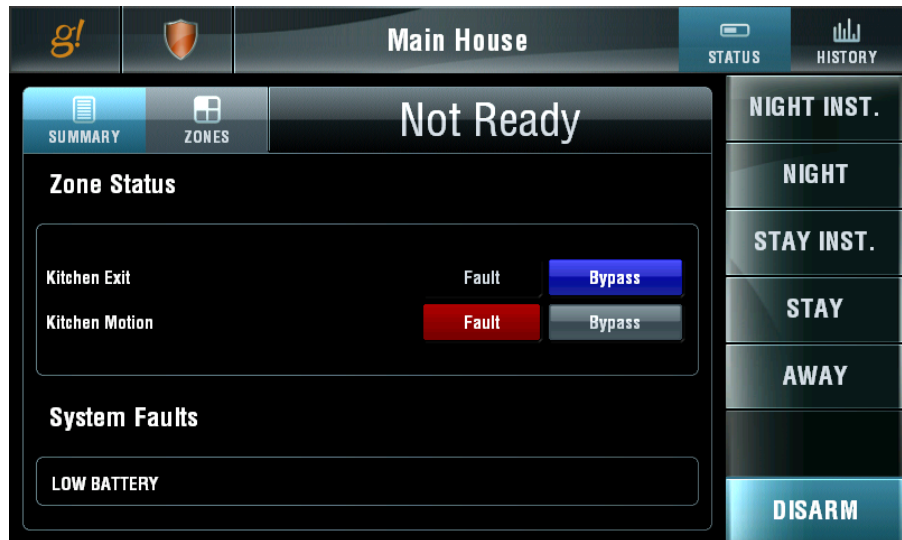 g!
Main House
STATUS
HISTORY
SUMMARY
ZONES
Not Ready
Zone Status
Kitchen Exit Fault Bypass
Kitchen Motion Fault Bypass
System Faults
LOW BATTERY
NIGHT INST.
NIGHT
STAY INST.
STAY
AWAY
DISARM